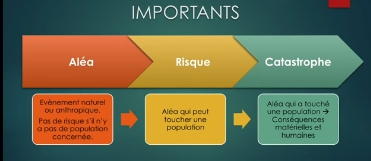 IMPORTANTS
Aléa
Risque
Catastrophe
Evènement naturel
ou anthropique.
Pas de risque s'il n'y
a pas de population
concernée.
Aléa qui peut
toucher une
population
Aléa qui a touché
une population →
Conséquences
matérielles et
humaines